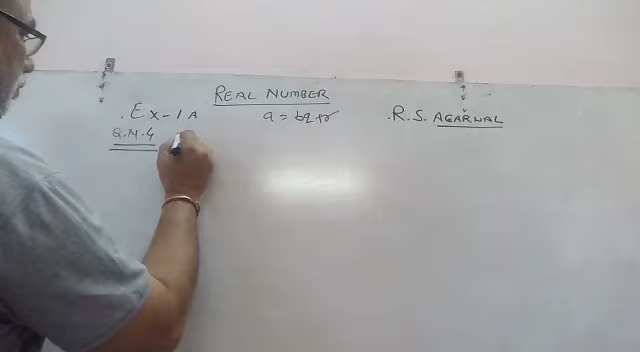 REAL NUMBER
.Ex-1A
a = bq+r
.R.S. AGARWAL
Q.N.4